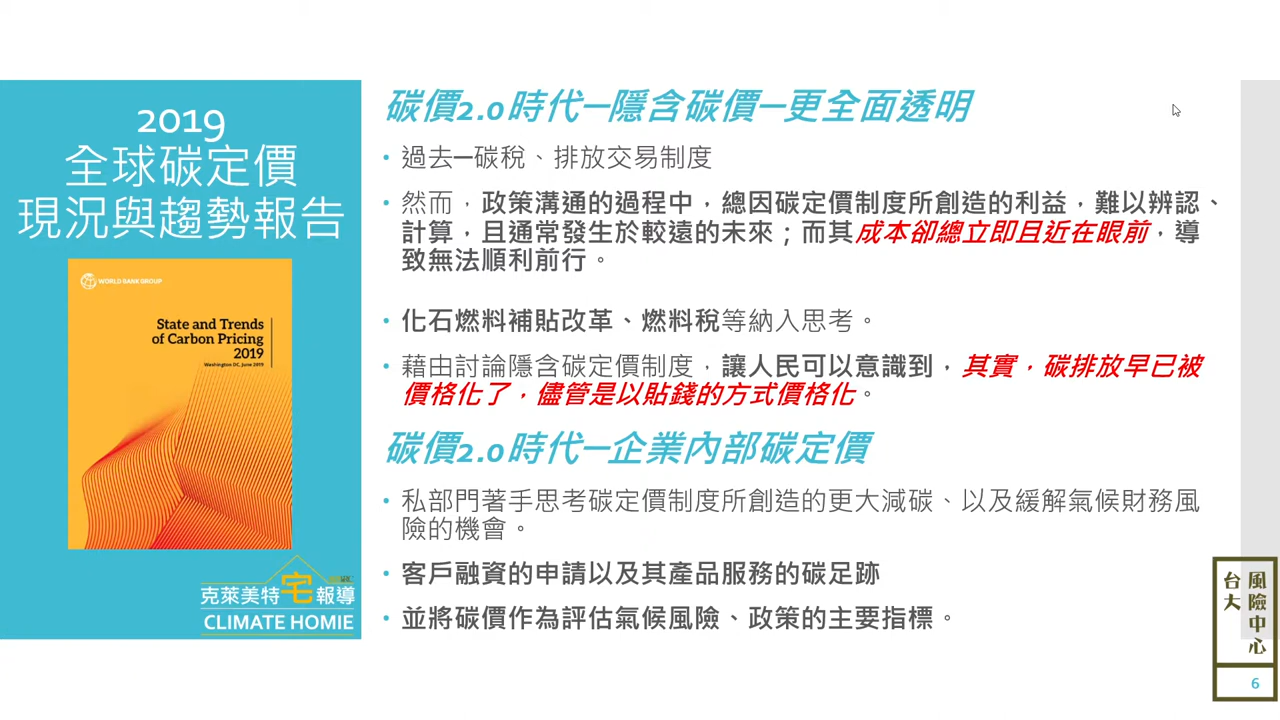 2019
全球碳定價
現況與趨勢報告
WORLD BANK GROUP
State and Trends
of Carbon Pricing
2019
Washington DC, June 2019
克萊美特宅報導
CLIMATE HOMIE
碳價2.0時代—隱含碳價—更全面透明
• 過去—碳稅、排放交易制度
• 然而，政策溝通的過程中，總因碳定價制度所創造的利益，難以辨認、
計算，且通常發生於較遠的未來；而其成本卻總立即且近在眼前，導
致無法順利前行。
• 化石燃料補貼改革、燃料稅等納入思考。
• 藉由討論隱含碳定價制度，讓人民可以意識到，其實，碳排放早已被
價格化了，儘管是以貼錢的方式價格化。
碳價2.0時代—企業內部碳定價
• 私部門著手思考碳定價制度所創造的更大減碳、以及緩解氣候財務風
險的機會。
• 客戶融資的申請以及其產品服務的碳足跡
• 並將碳價作為評估氣候風險、政策的主要指標。
台大
風險中心
6